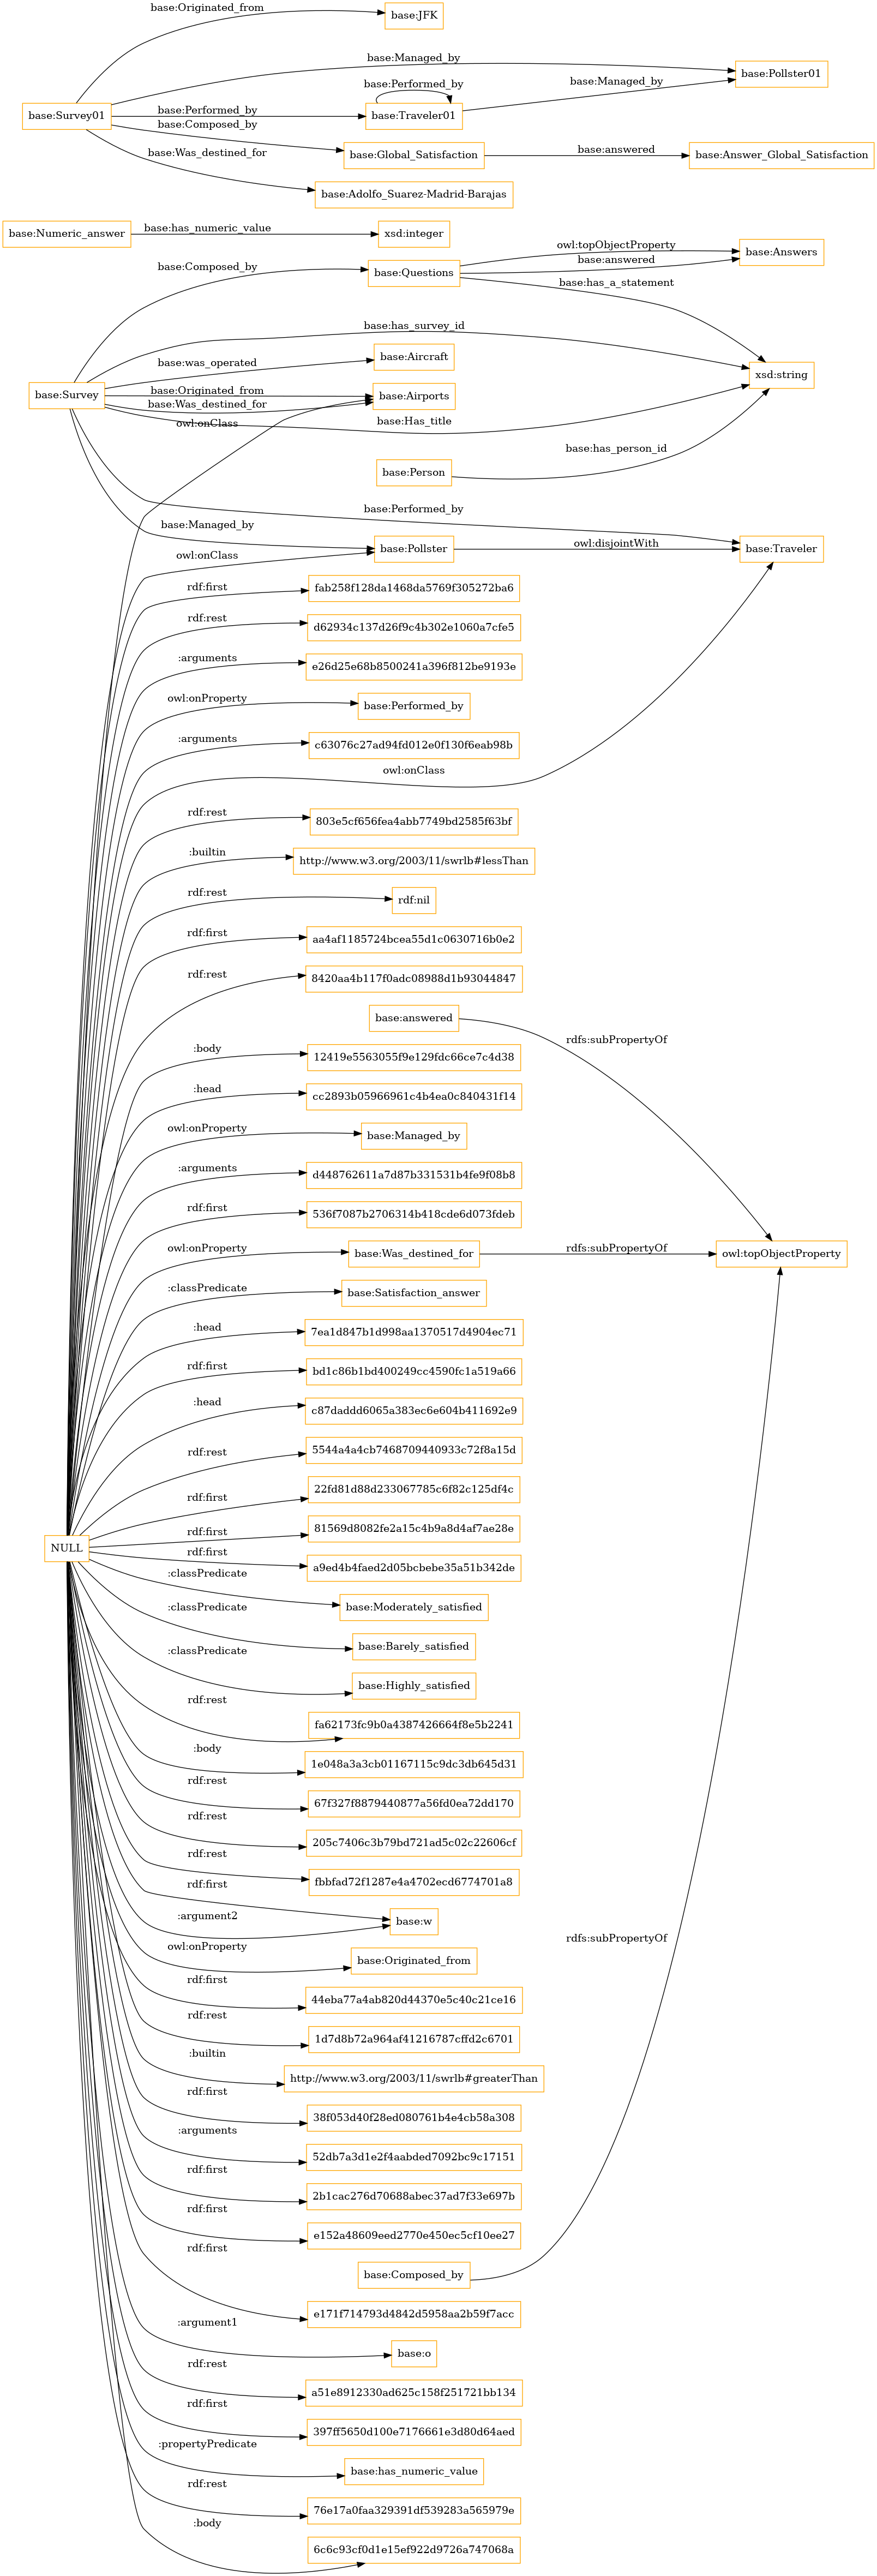 base:Originated_from
base:JFK
base:Managed_by
base:Pollster01
base:Performed_by
base:Managed_by
base:Survey01
base:Performed_by
base:Traveler01
base:Composed_by
base:Global_Satisfaction
base:answered
base:Answer_Global_Satisfaction
base:Was_destined_for
base:Adolfo_Suarez-Madrid-Barajas
base:Numeric_answer
base:has_numeric_value
xsd:integer
owl:topObjectProperty
base:Answers
base:Composed_by
base:Questions
base:answered
base:has_a_statement
base:has_survey_id
base:was_operated
base:Aircraft
xsd:string
base:Survey
base:Originated_from
base:Airports
base:Was_destined_for
owl:onClass
base:Has_title
base:has_person_id
base:Person
base:Performed_by
base:Managed_by
owl:onClass
base:Pollster
owl:disjointWith
base:Traveler
rdf:first
fab258f128da1468da5769f305272ba6
rdf:rest
d62934c137d26f9c4b302e1060a7cfe5
:arguments
e26d25e68b8500241a396f812be9193e
owl:onProperty
base:Performed_by
:arguments
c63076c27ad94fd012e0f130f6eab98b
owl:onClass
rdf:rest
803e5cf656fea4abb7749bd2585f63bf
:builtin
http://www.w3.org/2003/11/swrlb#lessThan
rdf:rest
rdf:nil
rdf:first
aa4af1185724bcea55d1c0630716b0e2
rdf:rest
8420aa4b117f0adc08988d1b93044847
base:answered
rdfs:subPropertyOf
:body
12419e5563055f9e129fdc66ce7c4d38
:head
cc2893b05966961c4b4ea0c840431f14
owl:onProperty
base:Managed_by
:arguments
d448762611a7d87b331531b4fe9f08b8
rdf:first
536f7087b2706314b418cde6d073fdeb
owl:onProperty
base:Was_destined_for
rdfs:subPropertyOf
owl:topObjectProperty
:classPredicate
base:Satisfaction_answer
:head
7ea1d847b1d998aa1370517d4904ec71
rdf:first
bd1c86b1bd400249cc4590fc1a519a66
:head
c87daddd6065a383ec6e604b411692e9
rdf:rest
5544a4a4cb7468709440933c72f8a15d
rdf:first
22fd81d88d233067785c6f82c125df4c
NULL
rdf:first
81569d8082fe2a15c4b9a8d4af7ae28e
rdf:first
a9ed4b4faed2d05bcbebe35a51b342de
:classPredicate
base:Moderately_satisfied
:classPredicate
base:Barely_satisfied
:classPredicate
base:Highly_satisfied
rdf:rest
fa62173fc9b0a4387426664f8e5b2241
:body
1e048a3a3cb01167115c9dc3db645d31
rdf:rest
67f327f8879440877a56fd0ea72dd170
rdf:rest
205c7406c3b79bd721ad5c02c22606cf
rdf:rest
fbbfad72f1287e4a4702ecd6774701a8
rdf:first
:argument2
base:w
owl:onProperty
base:Originated_from
rdfs:subPropertyOf
rdf:first
44eba77a4ab820d44370e5c40c21ce16
rdf:rest
1d7d8b72a964af41216787cffd2c6701
:builtin
http://www.w3.org/2003/11/swrlb#greaterThan
rdf:first
38f053d40f28ed080761b4e4cb58a308
:arguments
52db7a3d1e2f4aabded7092bc9c17151
rdf:first
2b1cac276d70688abec37ad7f33e697b
rdf:first
e152a48609eed2770e450ec5cf10ee27
rdf:first
base:Composed_by
e171f714793d4842d5958aa2b59f7acc
:argument1
base:o
rdf:rest
a51e8912330ad625c158f251721bb134
rdf:first
397ff5650d100e7176661e3d80d64aed
:propertyPredicate
base:has_numeric_value
rdf:rest
76e17a0faa329391df539283a565979e
:body
6c6c93cf0d1e15ef922d9726a747068a